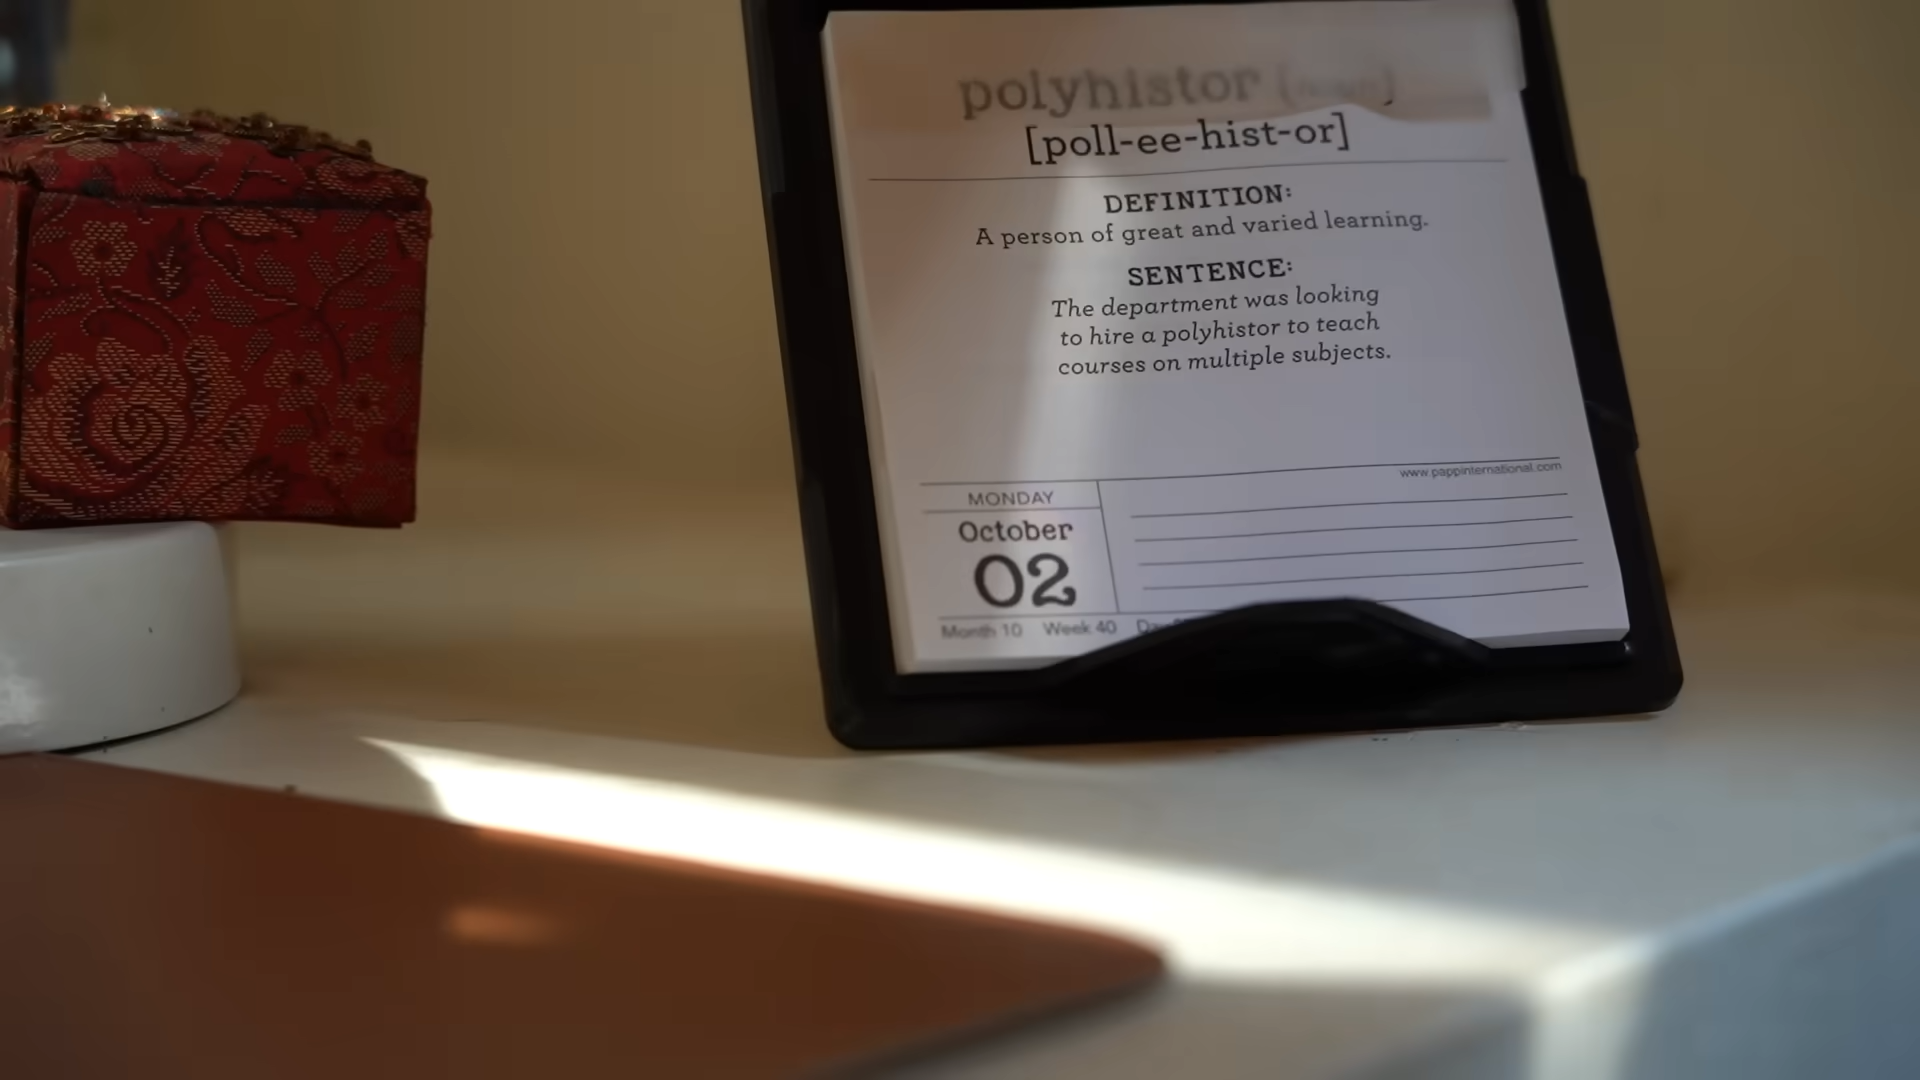 polyhistor
[poll-ee-hist-or]
DEFINITION:
A person of great and varied learning.
SENTENCE:
The department was looking
to hire a polyhistor to teach
courses on multiple subjects.
www.pappinternational.com
MONDAY
October
02
Month 10 Week 40